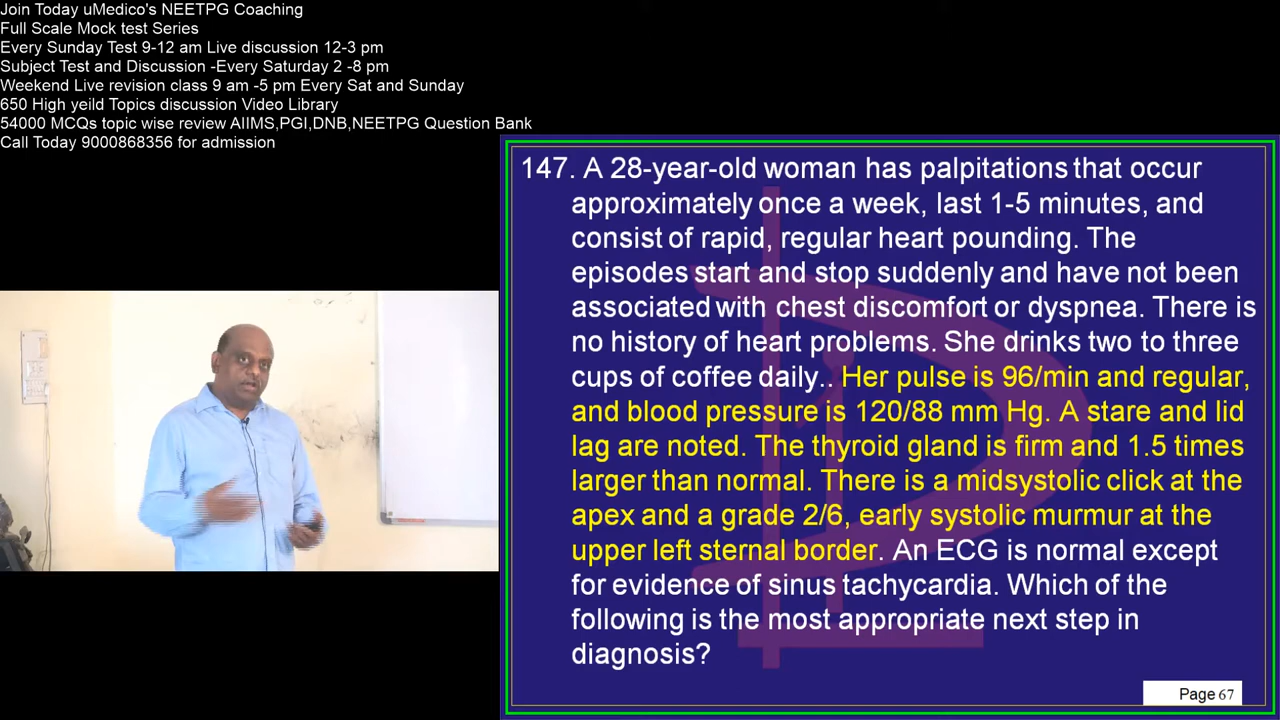 Join Today uMedico's NEETPG Coaching
Full Scale Mock test Series
Every Sunday Test 9-12 am Live discussion 12-3 pm
Subject Test and Discussion -Every Saturday 2 -8 pm
Weekend Live revision class 9 am -5 pm Every Sat and Sunday
650 High yeild Topics discussion Video Library
54000 MCQs topic wise review AIIMS,PGI,DNB,NEETPG Question Bank
Call Today 9000868356 for admission
147. A 28-year-old woman has palpitations that occur
approximately once a week, last 1-5 minutes, and
consist of rapid, regular heart pounding. The
episodes start and stop suddenly and have not been
associated with chest discomfort or dyspnea. There is
no history of heart problems. She drinks two to three
cups of coffee daily.. Her pulse is 96/min and regular,
and blood pressure is 120/88 mm Hg. A stare and lid
lag are noted. The thyroid gland is firm and 1.5 times
larger than normal. There is a midsystolic click at the
apex and a grade 2/6, early systolic murmur at the
upper left sternal border. An ECG is normal except
for evidence of sinus tachycardia. Which of the
following is the most appropriate next step in
diagnosis?
Page 67